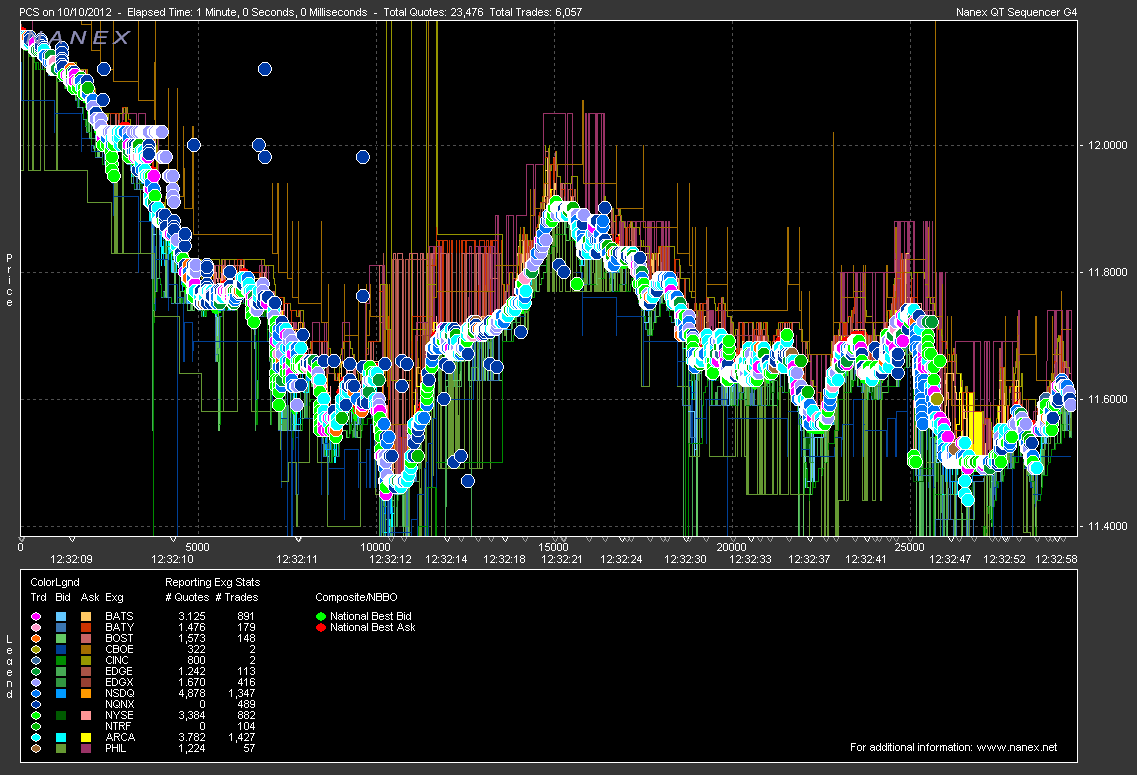 PCS on 10/10/2012 - Elapsed Time: 1 Minute, 0 Seconds, 0 Milliseconds - Total Quotes: 23,476 Total Trades: 6,057
Nanex QT Sequencer G4
NANEX
Price
12.0000
11.8000
11.6000
11.4000
0 5000 10000 15000 20000 25000
12:32:09 12:32:10 12:32:11 12:32:12 12:32:14 12:32:18 12:32:21 12:32:24 12:32:30 12:32:33 12:32:37 12:32:41 12:32:47 12:32:52 12:32:58
Legend
ColorLgnd Reporting Exg Stats
Trd Bid Ask Exg # Quotes # Trades Composite/NBBO
BATS 3,125 891 National Best Bid
BATY 1,476 179 National Best Ask
BOST 1,573 148
CBOE 322 2
CINC 800 2
EDGE 1,242 113
EDGX 1,670 416
NSDQ 4,878 1,347
NQNX 0 489
NYSE 3,384 882
NTRF 0 104
ARCA 3,782 1,427
PHIL 1,224 57
For additional information: www.nanex.net